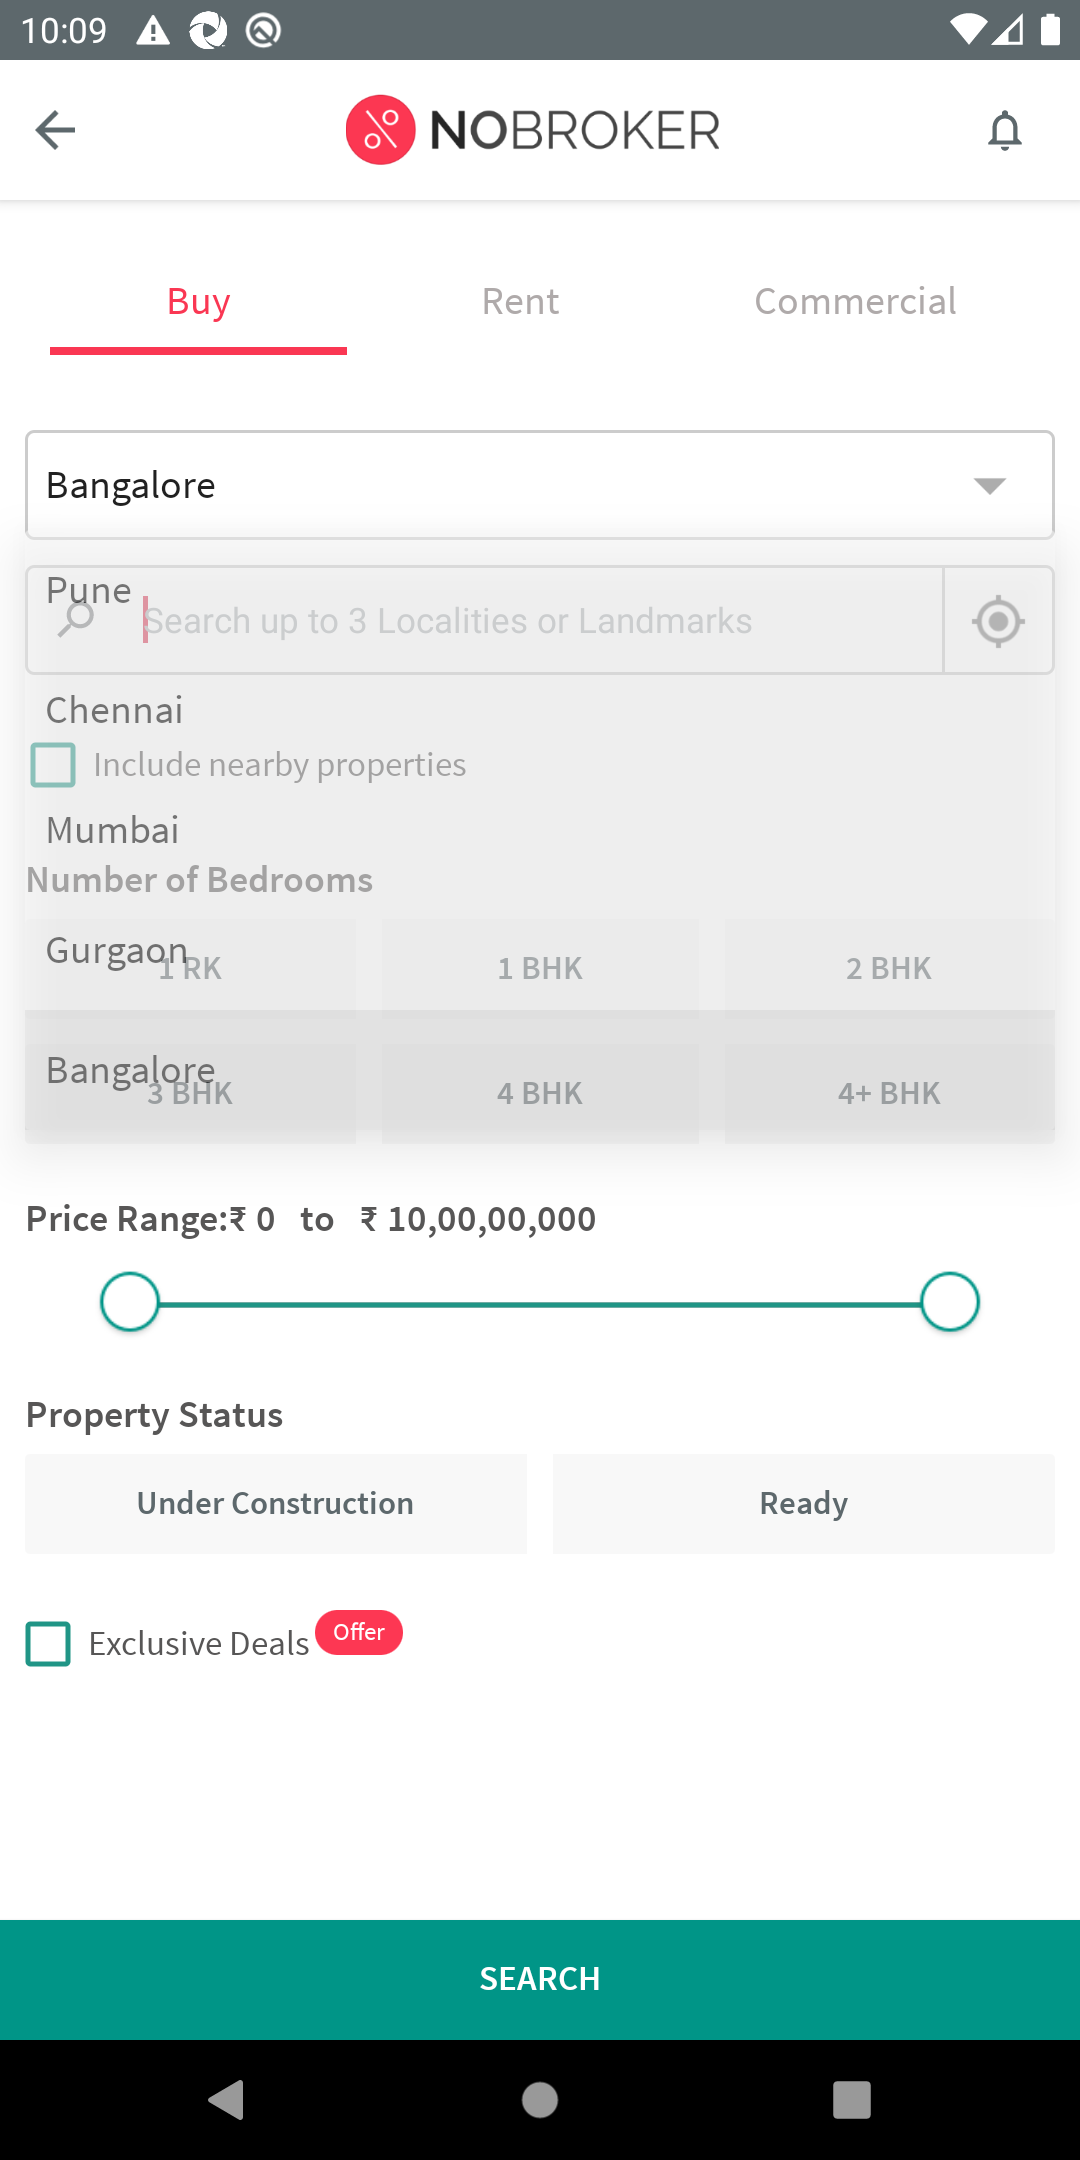 10:09
NOBROKER
Buy Rent Commercial
Bangalore
Pune
Search up to 3 Localities or Landmarks
Chennai
Include nearby properties
Mumbai
Number of Bedrooms
Gurgaon
1 RK 1 BHK 2 BHK
Bangalore
3 BHK 4 BHK 4+ BHK
Price Range:₹ 0 to ₹ 10,00,00,000
Property Status
Under Construction Ready
Exclusive Deals Offer
SEARCH